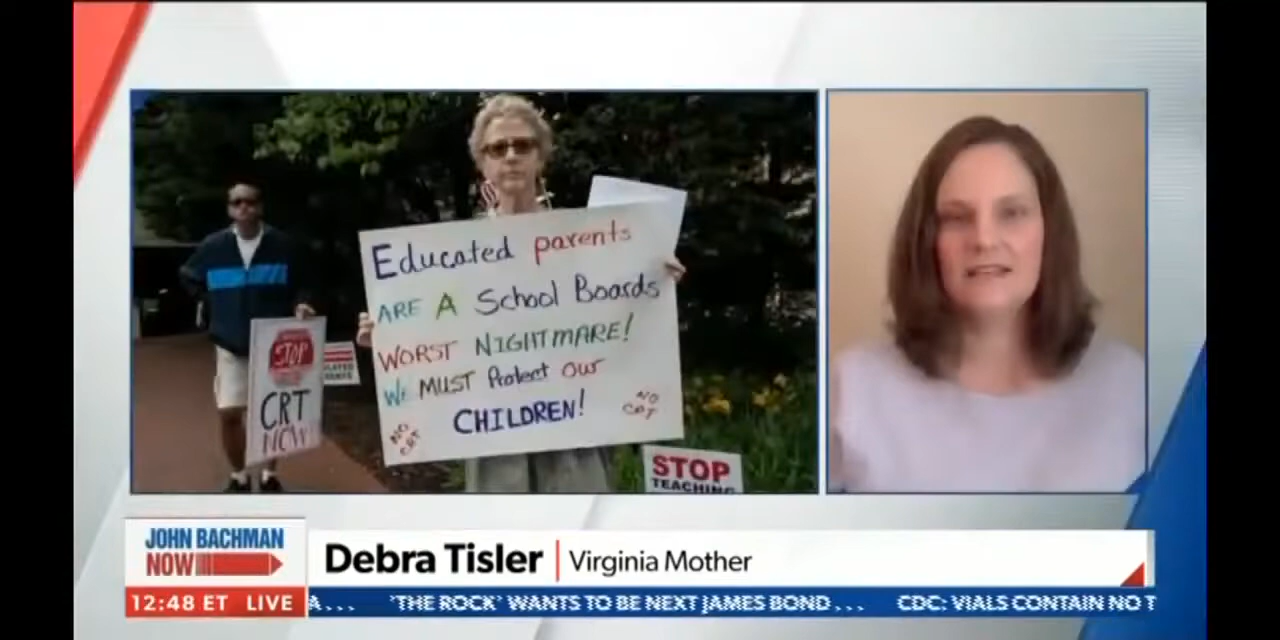 Educated parents
ARE A School Boards
WORST NIGHTMARE!
WE MUST Protect Our
CHILDREN!
NO CRT
NO CRT
STOP
CRT
NOW!
STOP
TEACHING
JOHN BACHMAN
NOW
Debra Tisler
Virginia Mother
12:48 ET LIVE
A... 'THE ROCK' WANTS TO BE NEXT JAMES BOND... CDC: VIALS CONTAIN NO T